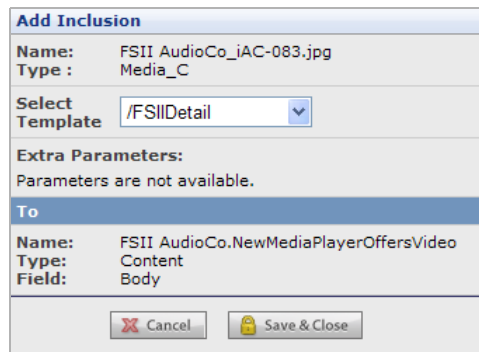 Add Inclusion
Name: FSII AudioCo_iAC-083.jpg
Type : Media_C
Select
Template /FSIIDetail
Extra Parameters:
Parameters are not available.
To
Name: FSII AudioCo.NewMediaPlayerOffersVideo
Type: Content
Field: Body
Cancel Save & Close